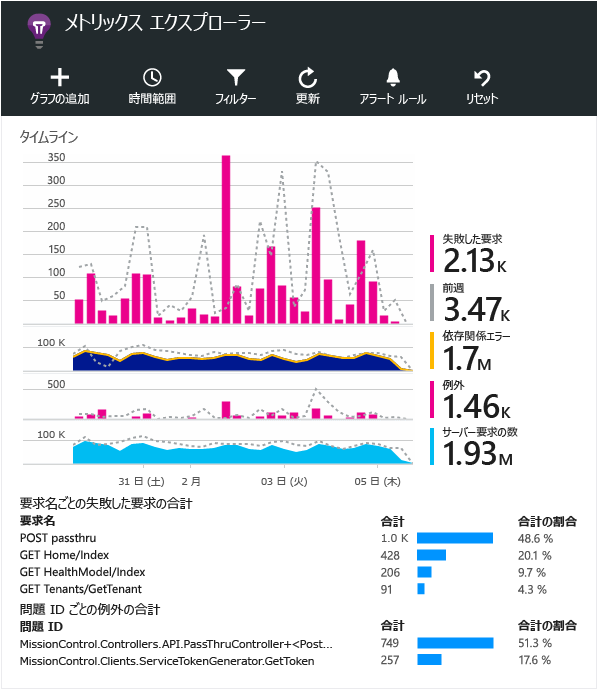 メトリックス エクスプローラー
グラフの追加 時間範囲 フィルター 更新 アラート ルール リセット
タイムライン
350
300
250
200
150
100
50
失敗した要求
2.13K
前週
3.47K
依存関係エラー
1.7M
例外
1.46K
サーバー要求の数
1.93M
100 K
500
100 K
31 日 (土) 2 月 03 日 (火) 05 日 (木)
要求名ごとの失敗した要求の合計
要求名 合計 合計の割合
POST passthru 1.0 K 48.6 %
GET Home/Index 428 20.1 %
GET HealthModel/Index 206 9.7 %
GET Tenants/GetTenant 91 4.3 %
問題 ID ごとの例外の合計
問題 ID 合計 合計の割合
MissionControl.Controllers.API.PassThruController+<Post... 749 51.3 %
MissionControl.Clients.ServiceTokenGenerator.GetToken 257 17.6 %